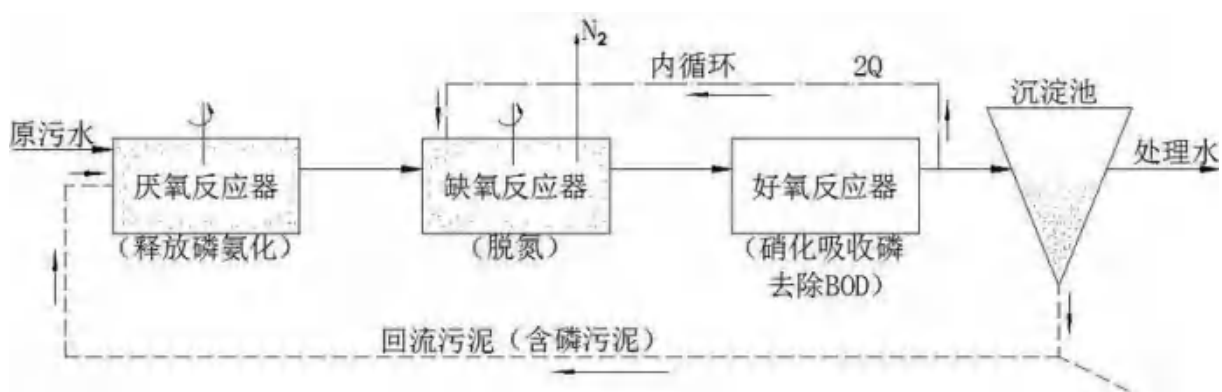 N₂
内循环
2Q
沉淀池
原污水
处理水
厌氧反应器
缺氧反应器
好氧反应器
(释放磷氨化)
(脱氮)
(硝化吸收磷
去除BOD)
回流污泥(含磷污泥)